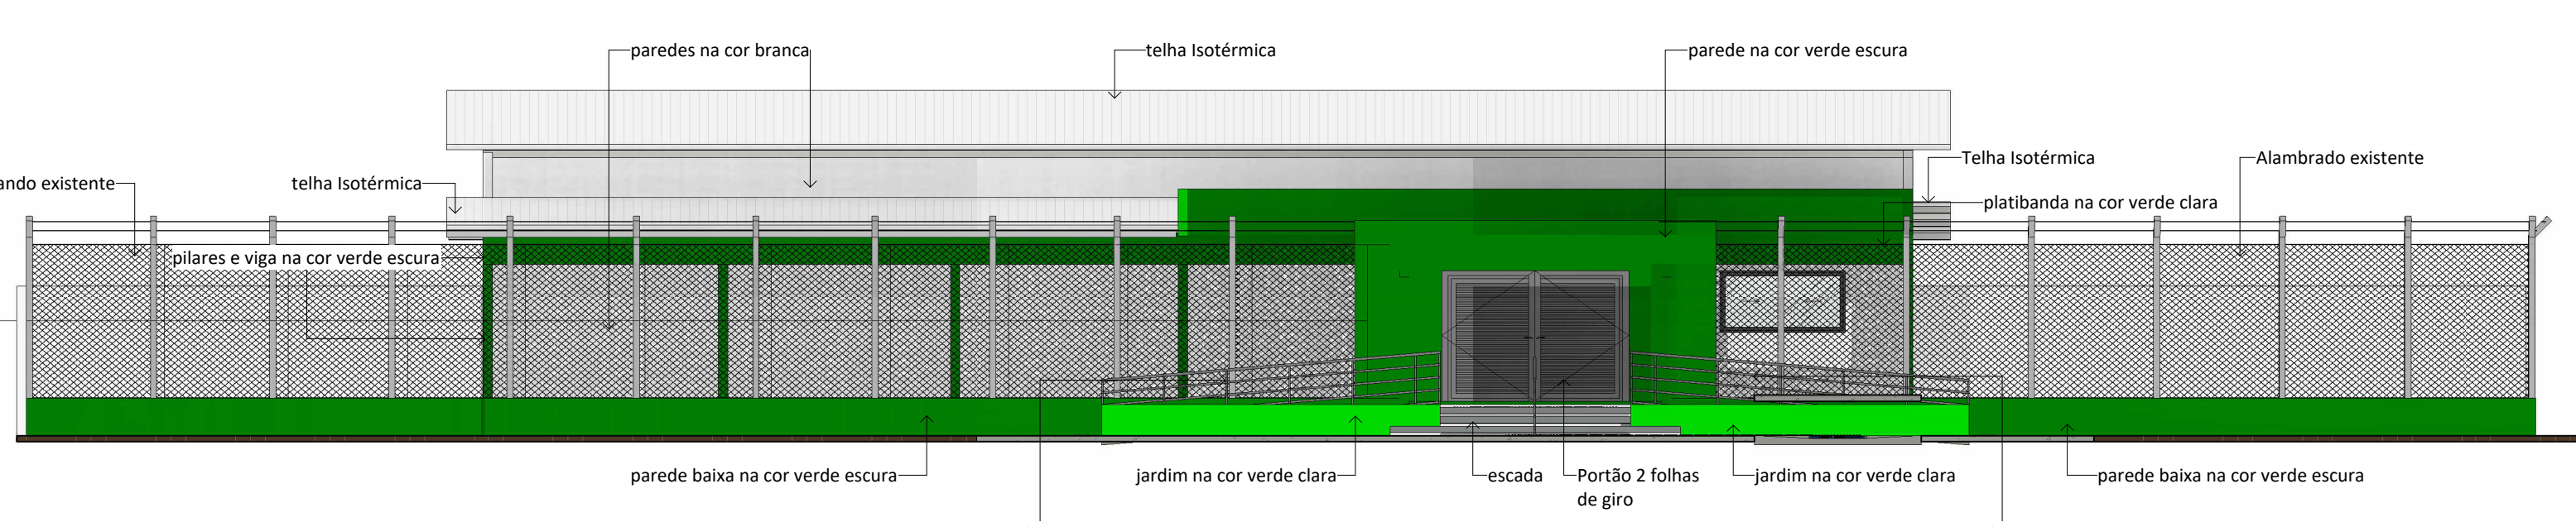 paredes na cor branca
telha Isotérmica
parede na cor verde escura
Telha Isotérmica
Alambrado existente
ando existente
telha Isotérmica
platibanda na cor verde clara
pilares e viga na cor verde escura
parede baixa na cor verde escura
jardim na cor verde clara
escada
Portão 2 folhas
de giro
jardim na cor verde clara
parede baixa na cor verde escura